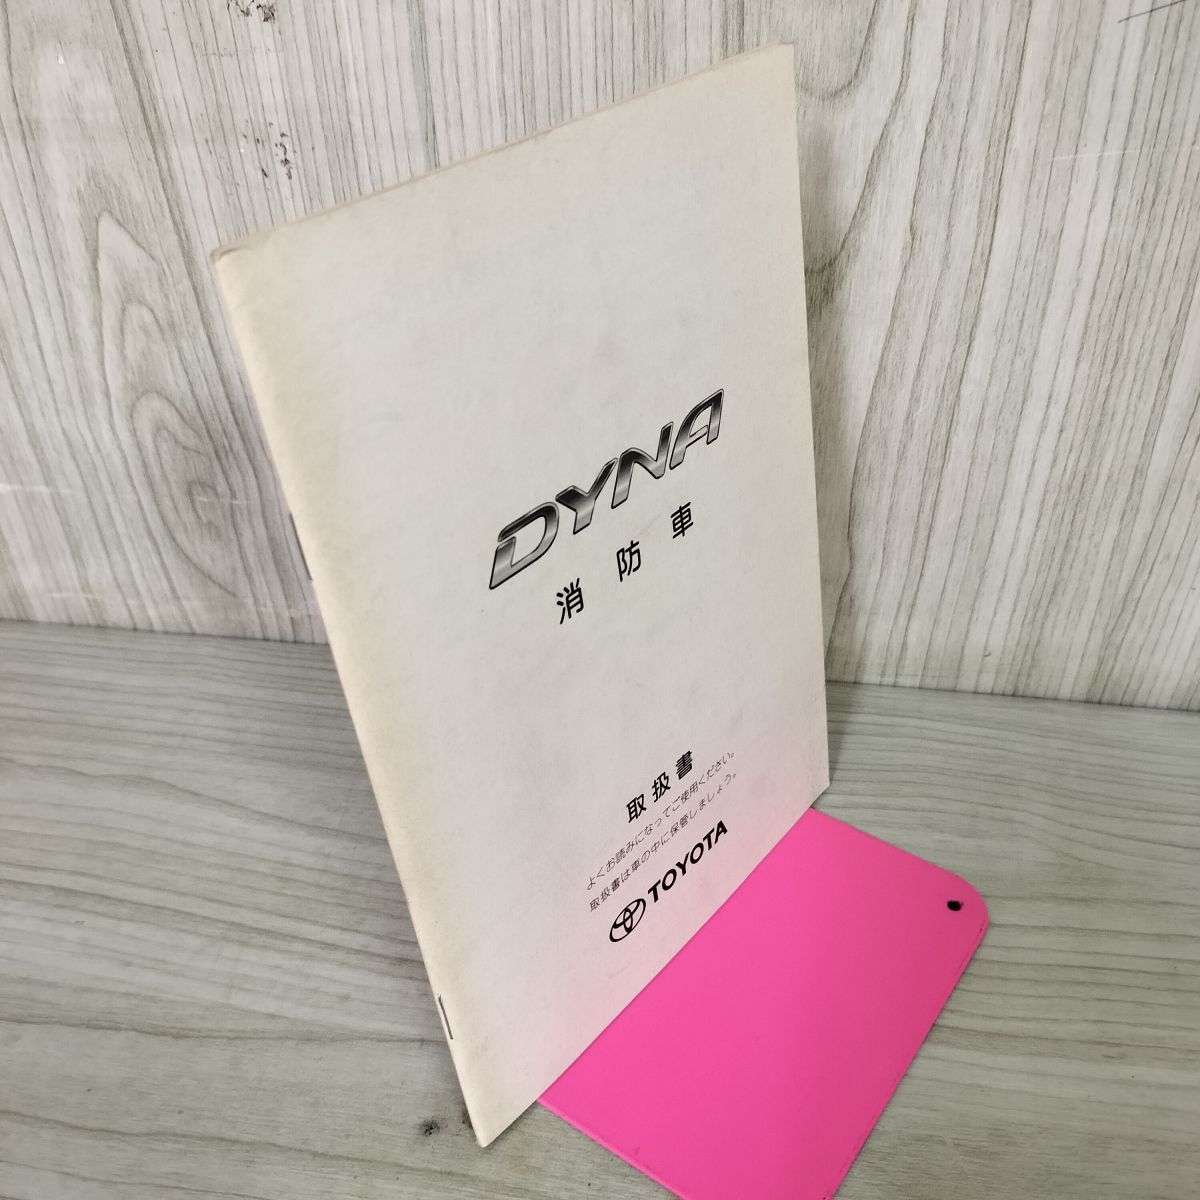 DYNA
消防車
取扱書
よくお読みになってご使用ください。
取扱書は車の中に保管しましょう。
TOYOTA